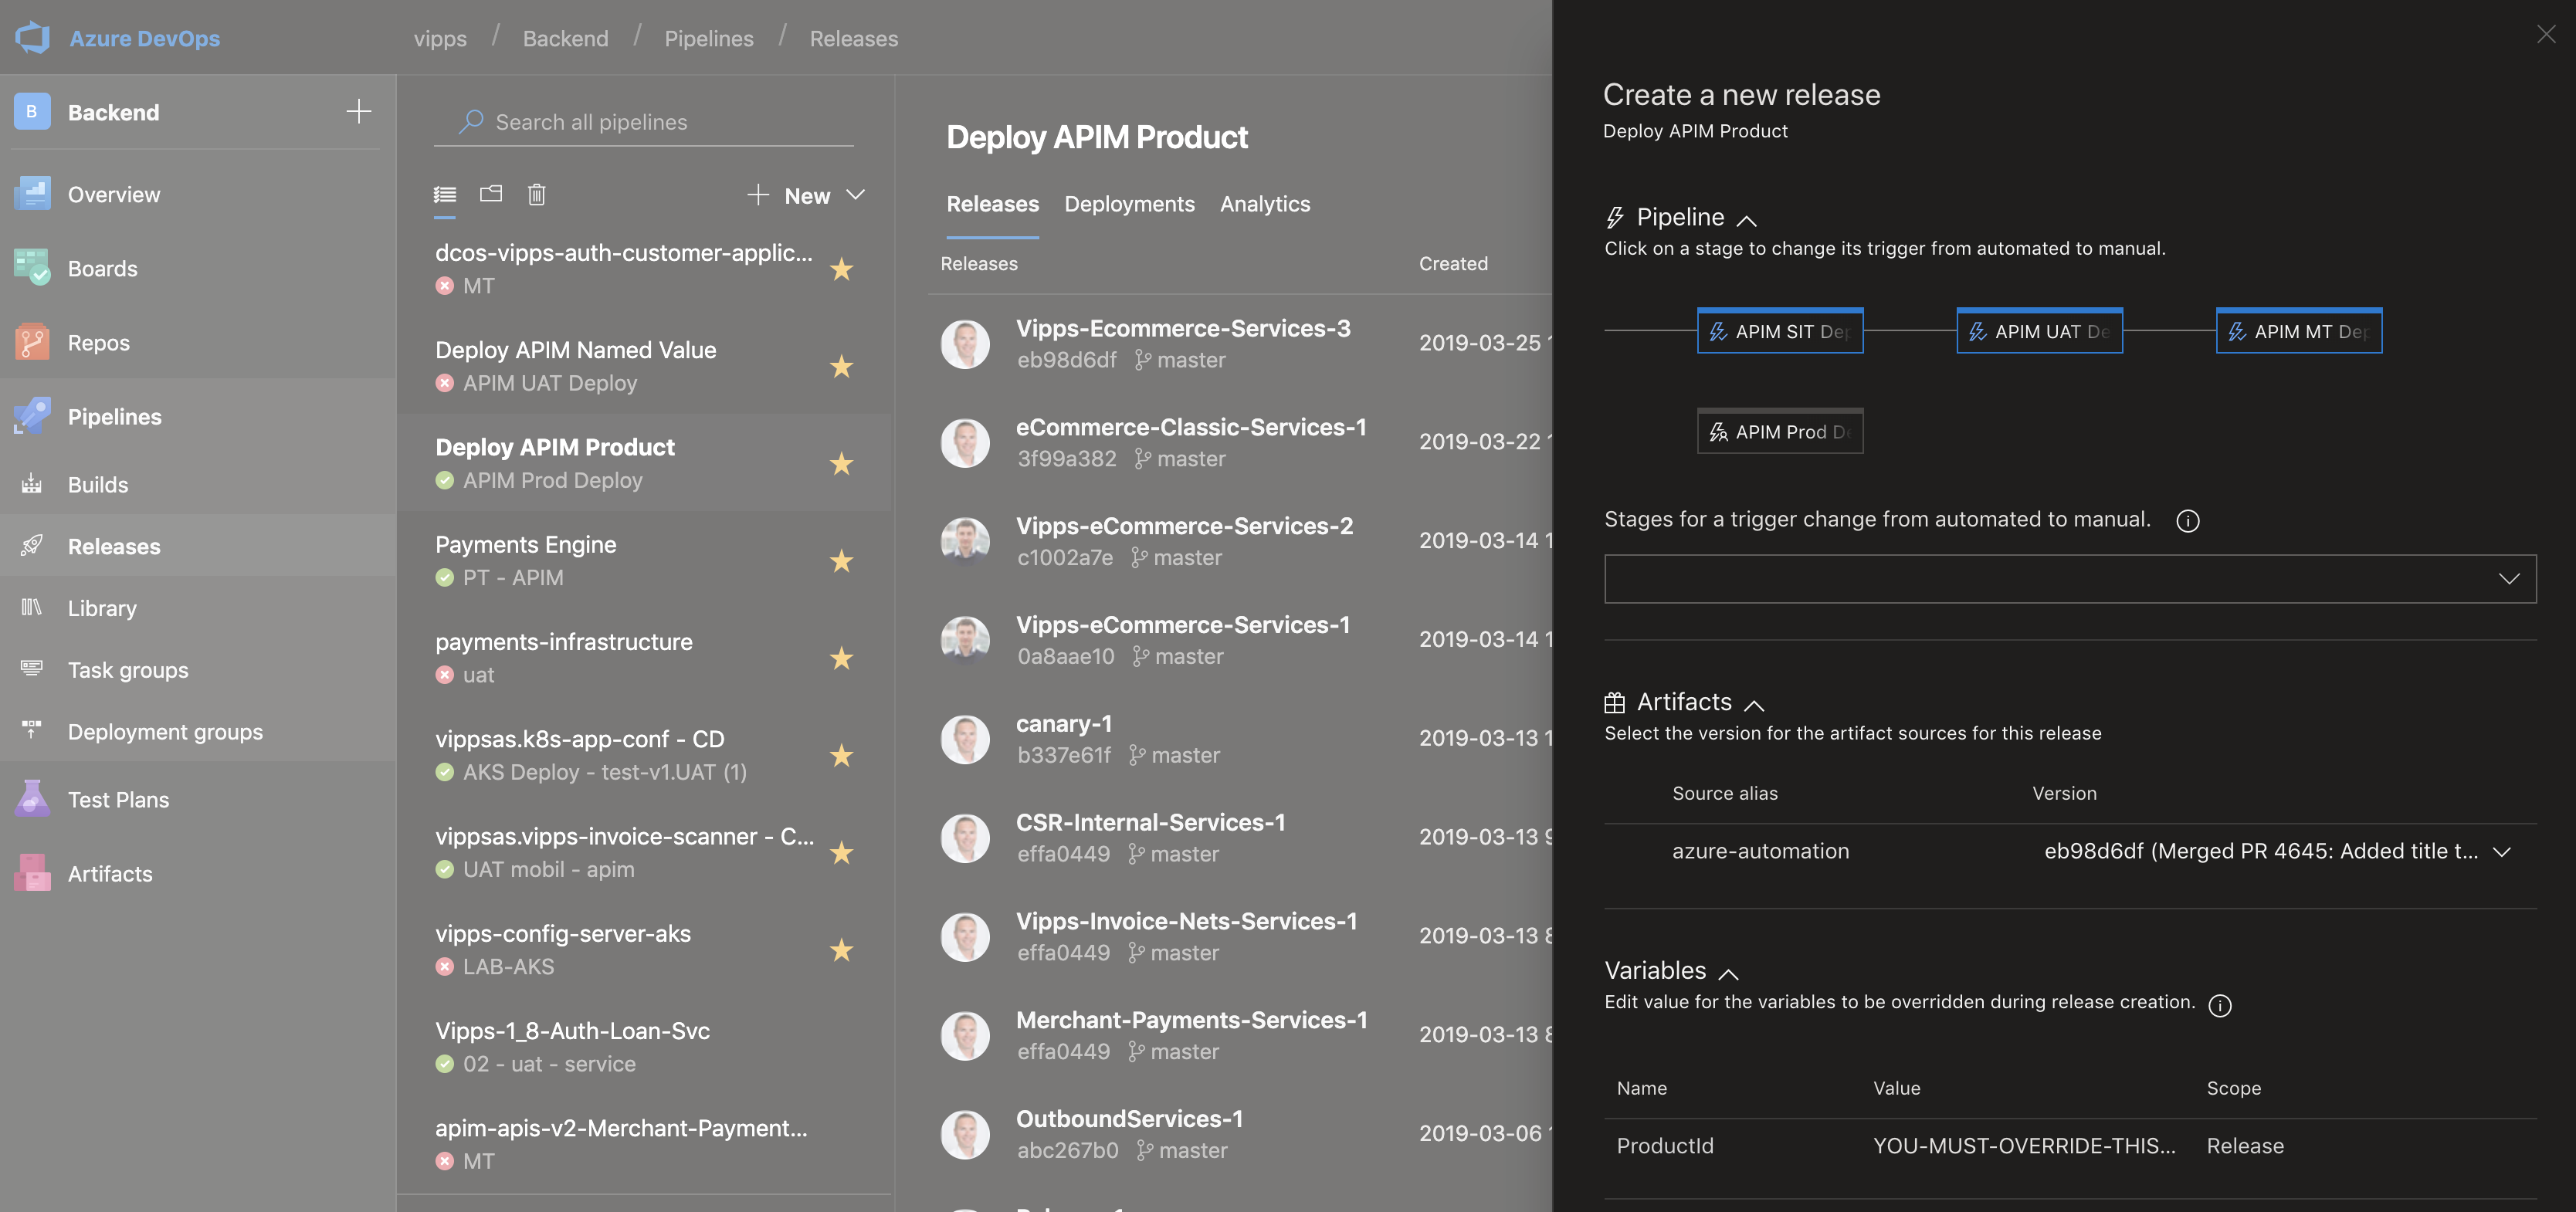 Azure DevOps
vipps / Backend / Pipelines / Releases
B Backend
Overview
Boards
Repos
Pipelines
Builds
Releases
Library
Task groups
Deployment groups
Test Plans
Artifacts
Search all pipelines
New
dcos-vipps-auth-customer-applic...
MT
Deploy APIM Named Value
APIM UAT Deploy
Deploy APIM Product
APIM Prod Deploy
Payments Engine
PT - APIM
payments-infrastructure
uat
vippsas.k8s-app-conf - CD
AKS Deploy - test-v1.UAT (1)
vippsas.vipps-invoice-scanner - C...
UAT mobil - apim
vipps-config-server-aks
LAB-AKS
Vipps-1_8-Auth-Loan-Svc
02 - uat - service
apim-apis-v2-Merchant-Payment...
MT
Deploy APIM Product
Releases Deployments Analytics
Releases Created
Vipps-Ecommerce-Services-3
eb98d6df master
2019-03-25 1
eCommerce-Classic-Services-1
3f99a382 master
2019-03-22 1
Vipps-eCommerce-Services-2
c1002a7e master
2019-03-14 1
Vipps-eCommerce-Services-1
0a8aae10 master
2019-03-14 1
canary-1
b337e61f master
2019-03-13 1
CSR-Internal-Services-1
effa0449 master
2019-03-13 9
Vipps-Invoice-Nets-Services-1
effa0449 master
2019-03-13 8
Merchant-Payments-Services-1
effa0449 master
2019-03-13 8
OutboundServices-1
abc267b0 master
2019-03-06 1
Create a new release
Deploy APIM Product
Pipeline
Click on a stage to change its trigger from automated to manual.
APIM SIT Dep
APIM UAT De
APIM MT Dep
APIM Prod De
Stages for a trigger change from automated to manual.
Artifacts
Select the version for the artifact sources for this release
Source alias Version
azure-automation eb98d6df (Merged PR 4645: Added title t...
Variables
Edit value for the variables to be overridden during release creation.
Name Value Scope
ProductId YOU-MUST-OVERRIDE-THIS... Release